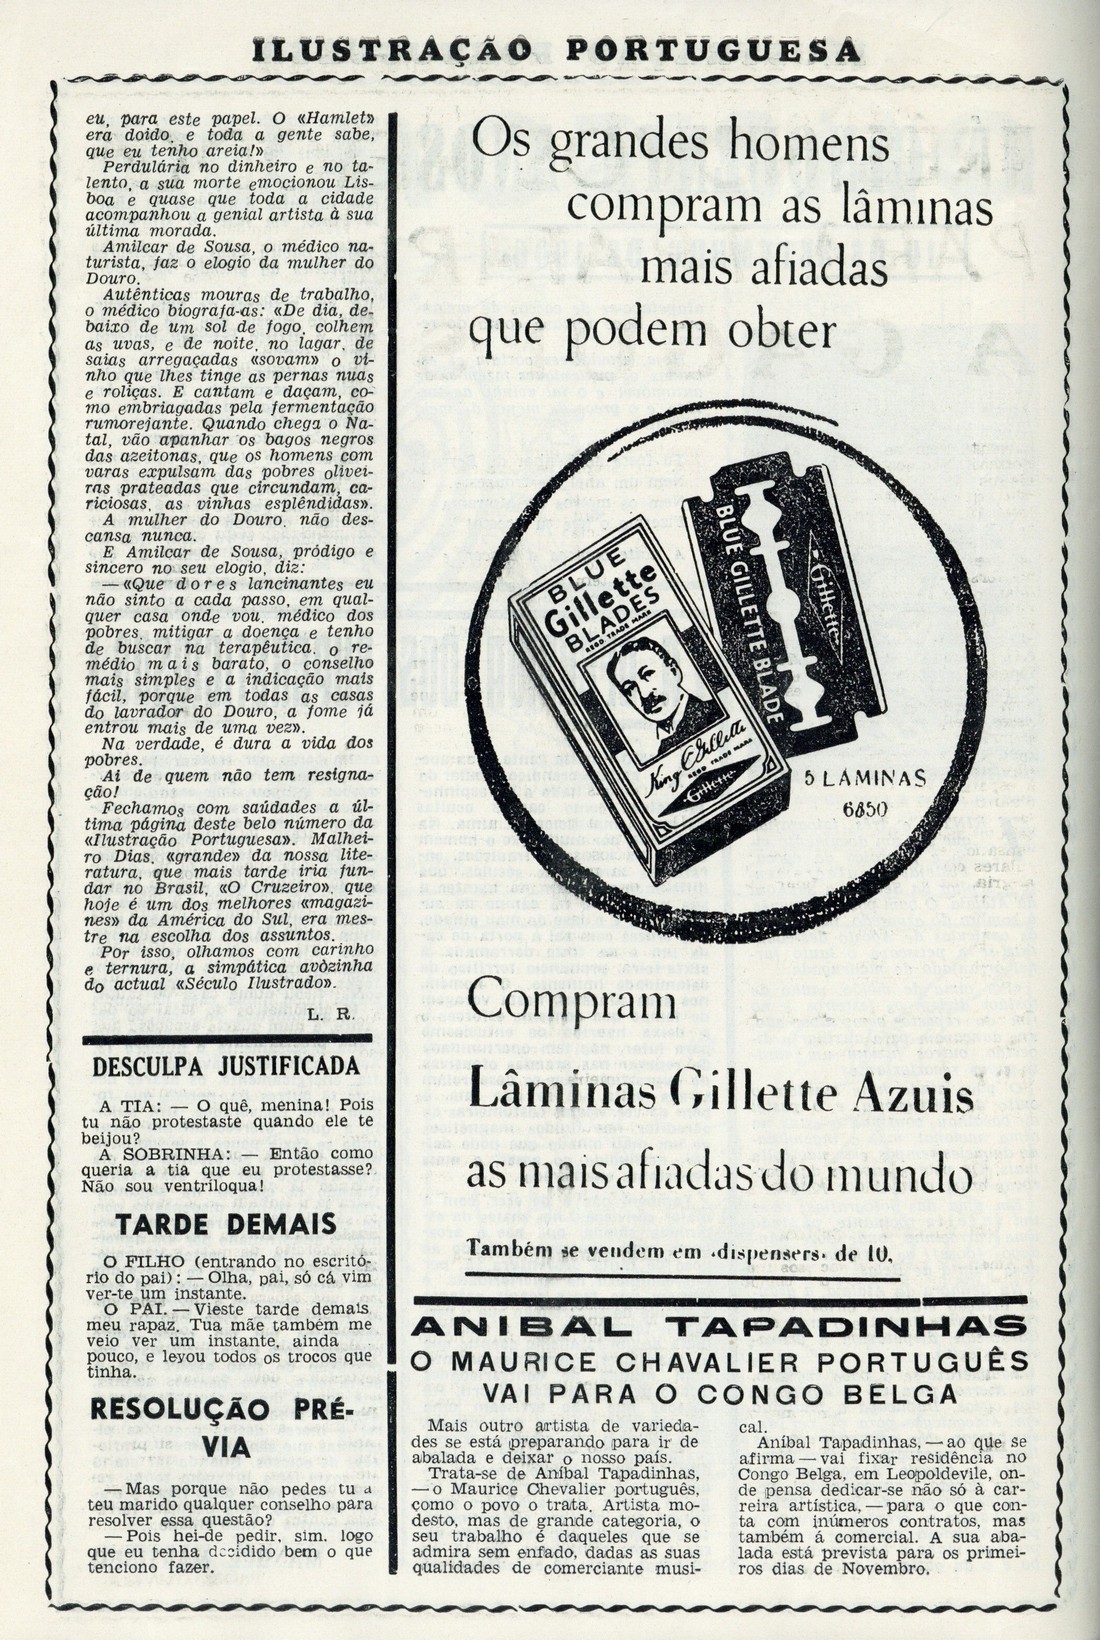 ILUSTRAÇÃO PORTUGUESA
eu, para este papel. O «Hamlet»
era doido, e toda a gente sabe,
que eu tenho areia!»
Perdulária no dinheiro e no ta-
lento, a sua morte emocionou Lis-
boa e quase que toda a cidade
acompanhou a genial artista à sua
última morada.
Amilcar de Sousa, o médico na-
turista, faz o elogio da mulher do
Douro.
Autênticas mouras de trabalho,
o médico biografa-as: «De dia, de-
baixo de um sol de fogo, colhem
as uvas, e de noite, no lagar, de
saias arregaçadas «sovam» o vi-
nho que lhes tinge as pernas nuas
e roliças. E cantam e daçam, co-
mo embriagadas pela fermentação
rumorejante. Quando chega o Na-
tal, vão apanhar os bagos negros
das azeitonas, que os homens com
varas expulsam das pobres olivei-
ras prateadas que circundam, ca-
riciosas, as vinhas esplêndidas».
A mulher do Douro, não des-
cansa nunca.
E Amilcar de Sousa, pródigo e
sincero no seu elogio, diz:
—«Que dores lancinantes eu
não sinto a cada passo, em qual-
quer casa onde vou, médico dos
pobres, mitigar a doença e tenho
de buscar na terapêutica, o re-
médio mais barato, o conselho
mais simples e a indicação mais
fácil, porque em todas as casas
do lavrador do Douro, a fome já
entrou mais de uma vez».
Na verdade, é dura a vida dos
pobres.
Ai de quem não tem resigna-
ção!
Fechamos com saúdades a úl-
tima página deste belo número da
«Ilustração Portuguesa». Malhei-
ro Dias, «grande» da nossa lite-
ratura, que mais tarde iria fun-
dar no Brasil, «O Cruzeiro», que
hoje é um dos melhores «magazi-
nes» da América do Sul, era mes-
tre na escolha dos assuntos.
Por isso, olhamos com carinho
e ternura, a simpática avòzinha
do actual «Século Ilustrado».
L. R.
DESCULPA JUSTIFICADA
A TIA: — O quê, menina! Pois
tu não protestaste quando ele te
beijou?
A SOBRINHA: — Então como
queria a tia que eu protestasse?
Não sou ventriloqua!
TARDE DEMAIS
O FILHO (entrando no escritó-
rio do pai): — Olha, pai, só cá vim
ver-te um instante.
O PAI. — Vieste tarde demais
meu rapaz. Tua mãe também me
veio ver um instante, ainda
pouco, e levou todos os trocos que
tinha.
RESOLUÇÃO PRÉ-
VIA
—Mas porque não pedes tu a
teu marido qualquer conselho para
resolver essa questão?
—Pois hei-de pedir, sim, logo
que eu tenha decidido bem o que
tenciono fazer.
Os grandes homens
compram as lâminas
mais afiadas
que podem obter
BLUE
Gillette
BLADES
REGD TRADE MARK
King C Gillette
REGD TRADE MARK
Gillette
BLUE GILLETTE BLADE
Gillette
5 LAMINAS
6$50
Compram
Lâminas Gillette Azuis
as mais afiadas do mundo
Também se vendem em «dispensers» de 10.
ANIBAL TAPADINHAS
O MAURICE CHAVALIER PORTUGUÊS
VAI PARA O CONGO BELGA
Mais outro artista de varieda-
des se está preparando para ir de
abalada e deixar o nosso país.
Trata-se de Aníbal Tapadinhas,
—o Maurice Chevalier português,
como o povo o trata. Artista mo-
desto, mas de grande categoria, o
seu trabalho é daqueles que se
admira sem enfado, dadas as suas
qualidades de comerciante musi-
cal.
Aníbal Tapadinhas,—ao que se
afirma—vai fixar residência no
Congo Belga, em Leopoldevile, on-
de pensa dedicar-se não só à car-
reira artística,—para o que con-
ta com inúmeros contratos, mas
também á comercial. A sua aba-
lada está prevista para os primei-
ros dias de Novembro.